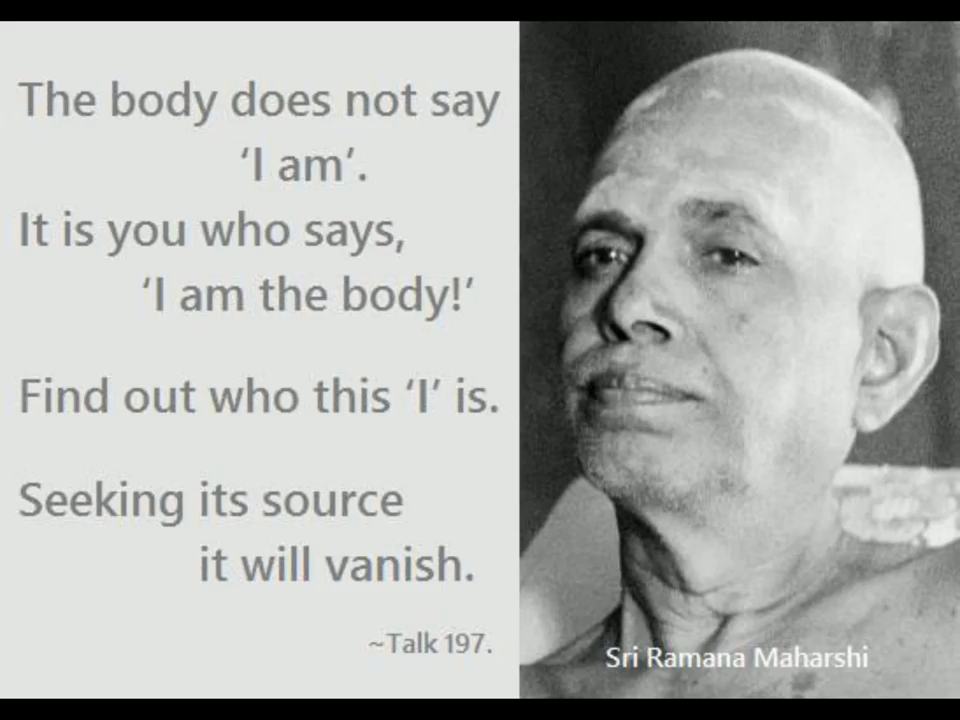 The body does not say
‘I am’.
It is you who says,
‘I am the body!’
Find out who this ‘I’ is.
Seeking its source
it will vanish.
~Talk 197.
Sri Ramana Maharshi